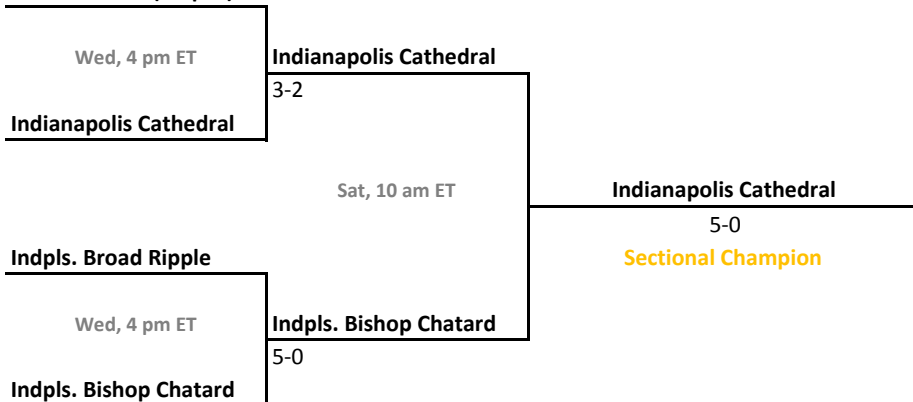 Wed, 4 pm ET
Indianapolis Cathedral
3-2
Indianapolis Cathedral
Sat, 10 am ET
Indianapolis Cathedral
5-0
Sectional Champion
Indpls. Broad Ripple
Wed, 4 pm ET
Indpls. Bishop Chatard
5-0
Indpls. Bishop Chatard